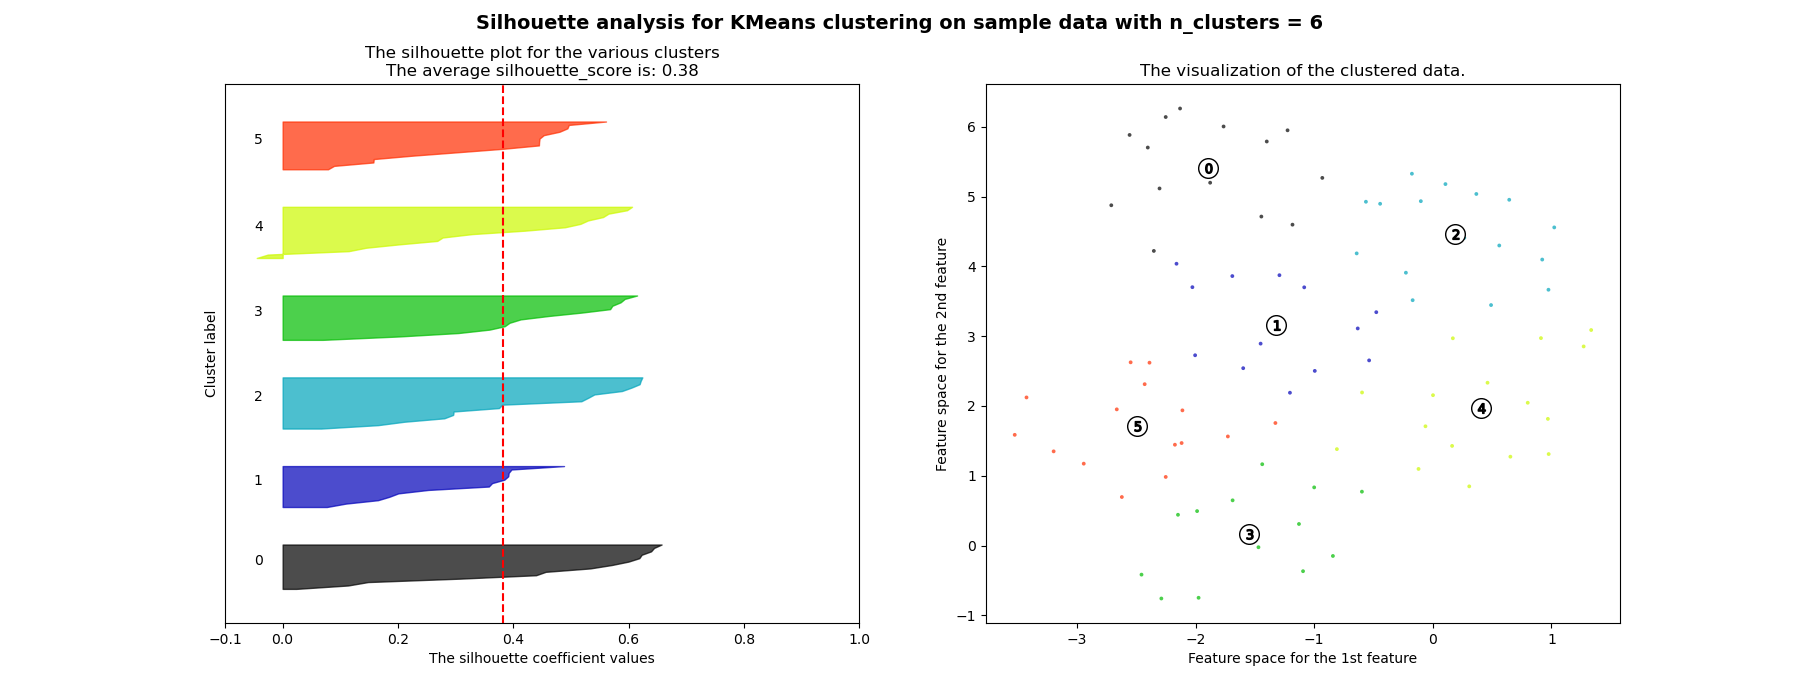 Silhouette analysis for KMeans clustering on sample data with n_clusters = 6
The silhouette plot for the various clusters
The average silhouette_score is: 0.38
Cluster label
5
4
3
2
1
0
−0.1 0.0 0.2 0.4 0.6 0.8 1.0
The silhouette coefficient values
The visualization of the clustered data.
Feature space for the 2nd feature
6
5
4
3
2
1
0
−1
0
2
1
4
5
3
−3 −2 −1 0 1
Feature space for the 1st feature